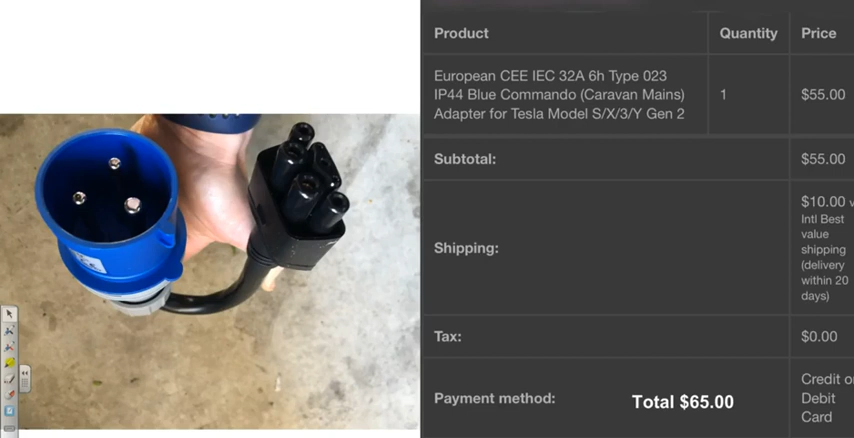 Product Quantity Price
European CEE IEC 32A 6h Type 023
IP44 Blue Commando (Caravan Mains)
Adapter for Tesla Model S/X/3/Y Gen 2
1
$55.00
Subtotal:
$55.00
Shipping:
$10.00 v
Intl Best
value
shipping
(delivery
within 20
days)
Tax:
$0.00
Payment method:
Total $65.00
Credit o
Debit
Card